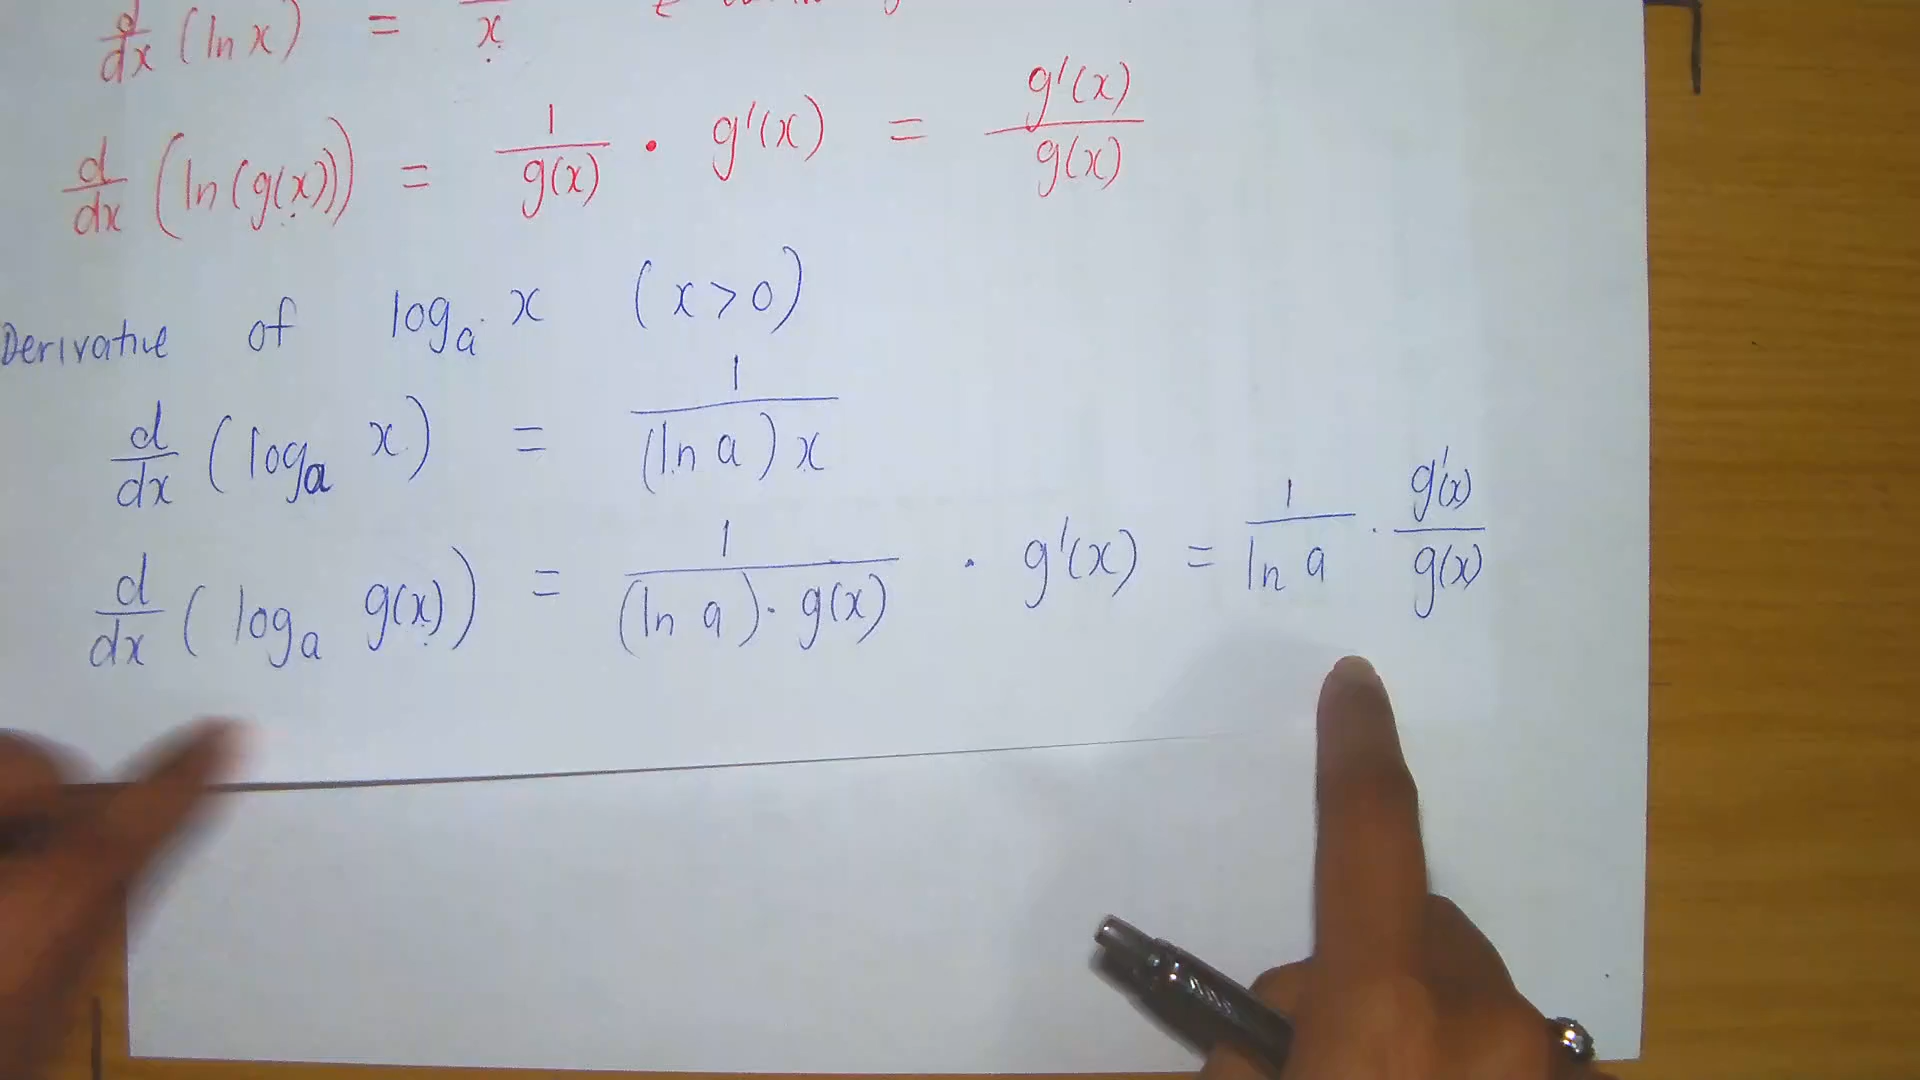 d/dx (ln x) = /x
d/dx (ln(g(x))) = 1/g(x) · g'(x) = g'(x)/g(x)
Derivative of log_a x (x>0)
d/dx (log_a x) = 1/(ln a)x
d/dx (log_a g(x)) = 1/(ln a)·g(x) · g'(x) = 1/ln a · g'(x)/g(x)